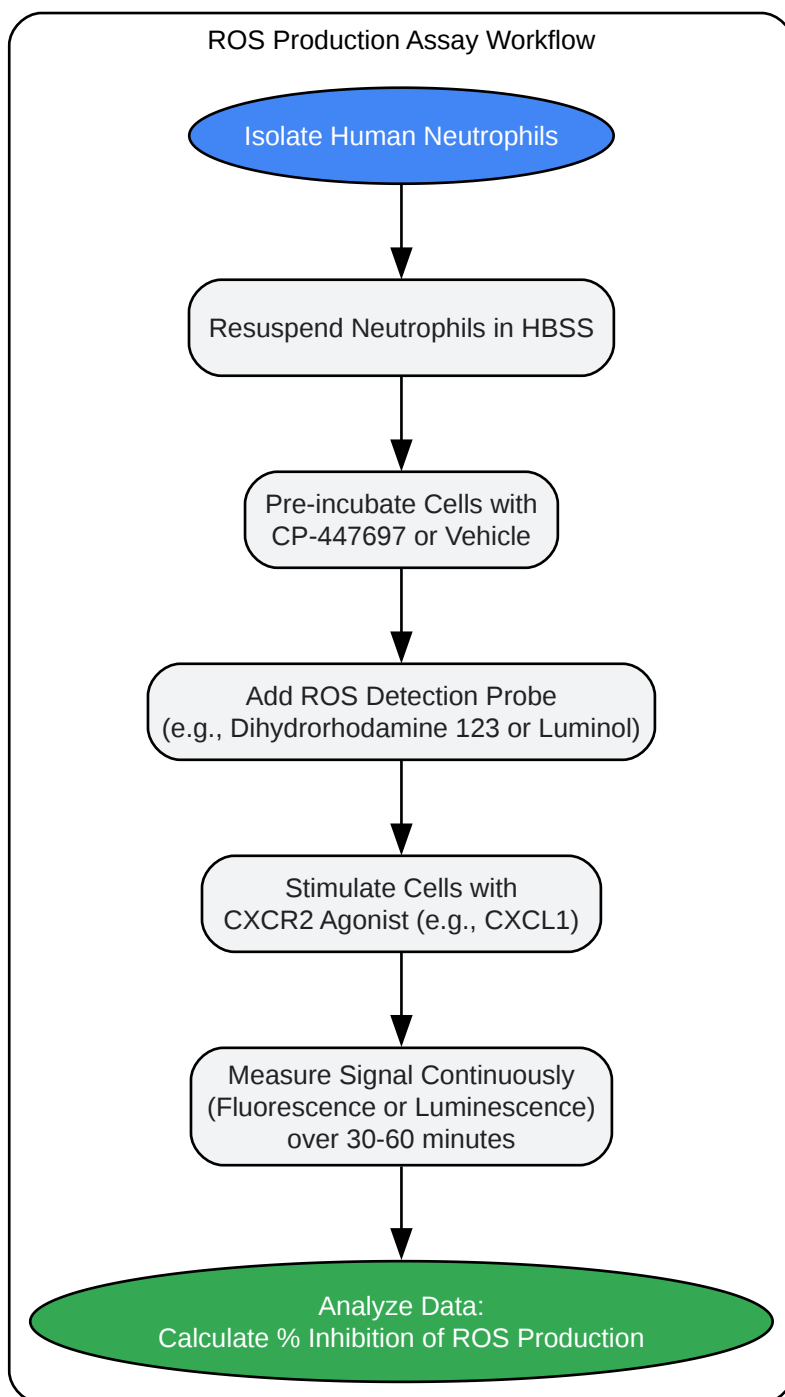 ROS Production Assay Workflow
Isolate Human Neutrophils
Resuspend Neutrophils in HBSS
Pre-incubate Cells with
CP-447697 or Vehicle
Add ROS Detection Probe
(e.g., Dihydrorhodamine 123 or Luminol)
Stimulate Cells with
CXCR2 Agonist (e.g., CXCL1)
Measure Signal Continuously
(Fluorescence or Luminescence)
over 30-60 minutes
Analyze Data:
Calculate % Inhibition of ROS Production